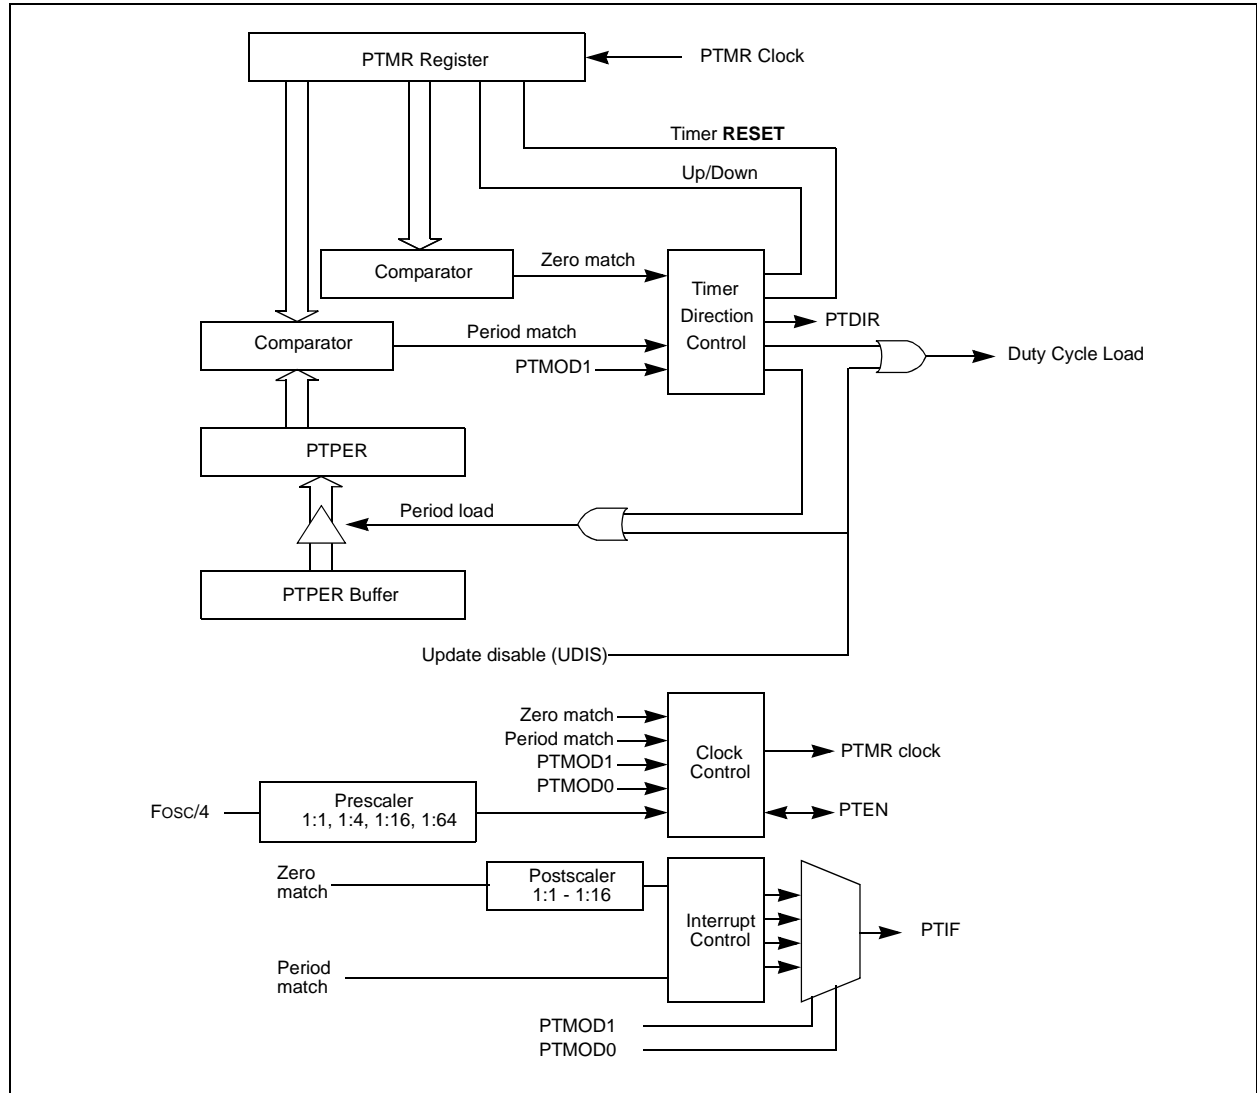 PTMR Register
PTMR Clock
Timer RESET
Up/Down
Comparator
Zero match
Timer
Direction
Control
PTDIR
Comparator
Period match
PTMOD1
Duty Cycle Load
PTPER
Period load
PTPER Buffer
Update disable (UDIS)
Zero match
Period match
PTMOD1
PTMOD0
Clock
Control
PTMR clock
PTEN
FOSC/4
Prescaler
1:1, 1:4, 1:16, 1:64
Zero
match
Postscaler
1:1 - 1:16
Interrupt
Control
PTIF
Period
match
PTMOD1
PTMOD0